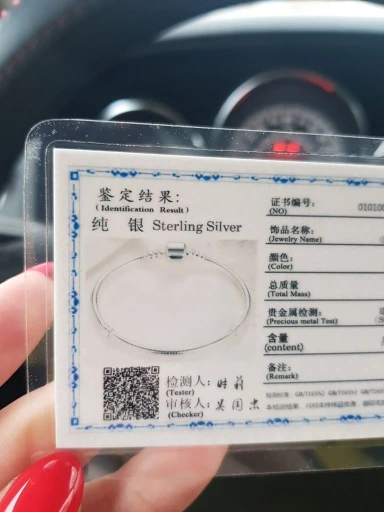 鉴定结果:
(Identification Result)
纯 银 Sterling Silver
检测人:
(Tester)
审核人:
(Checker)
证书编号:
(NO)
01010
饰品名称:
(Jewelry Name)
颜色:
(Color)
总质量
(Total Mass)
贵金属检测:
(Precious metal Test)
含量
(content)
备注:
(Remark)